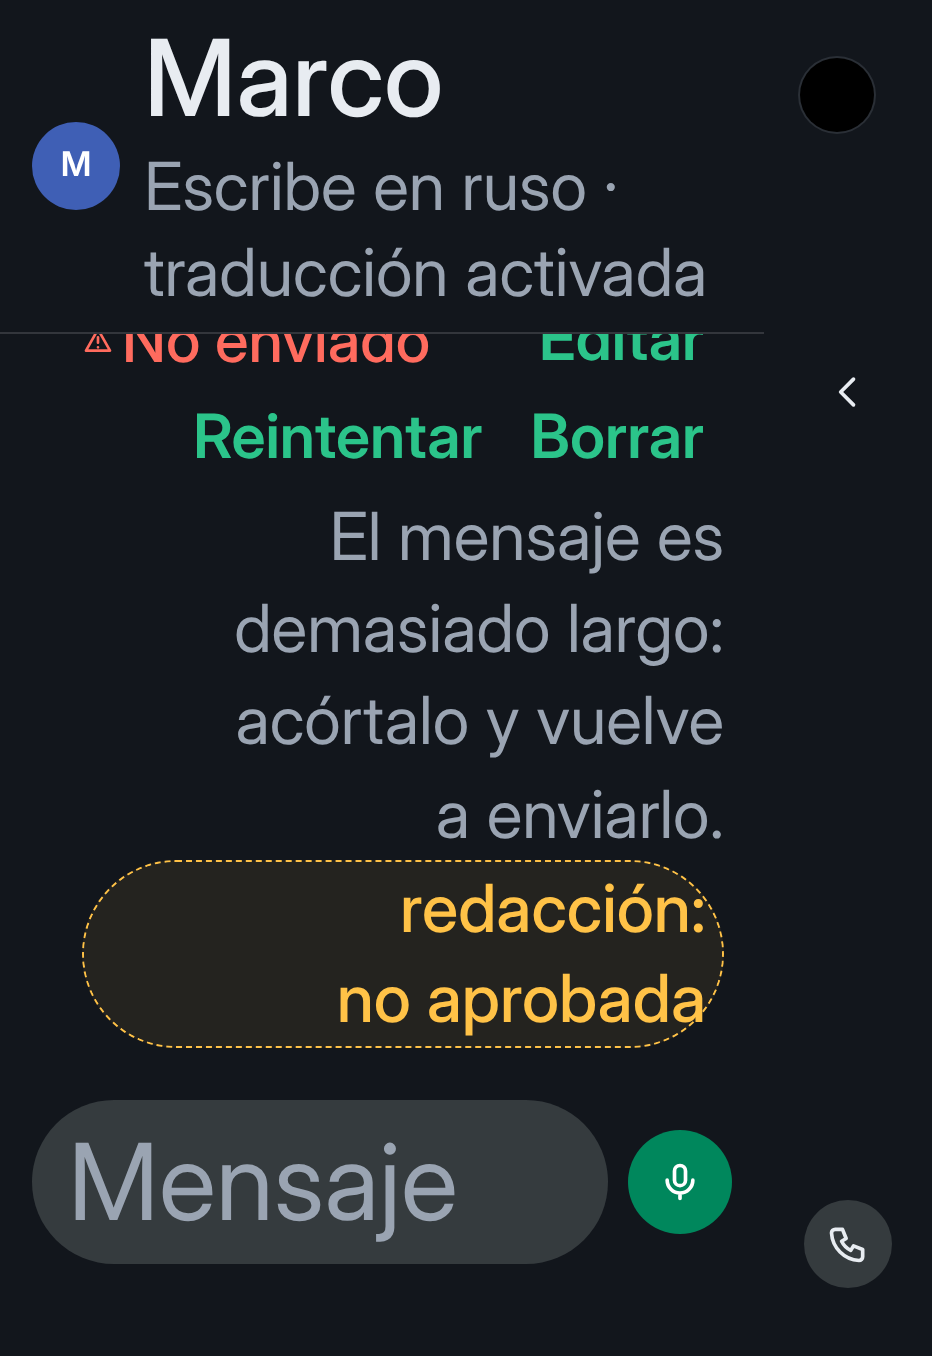 Marco
M
Escribe en ruso ·
traducción activada
No enviado Editar
Reintentar Borrar
El mensaje es
demasiado largo:
acórtalo y vuelve
a enviarlo.
redacción:
no aprobada
Mensaje